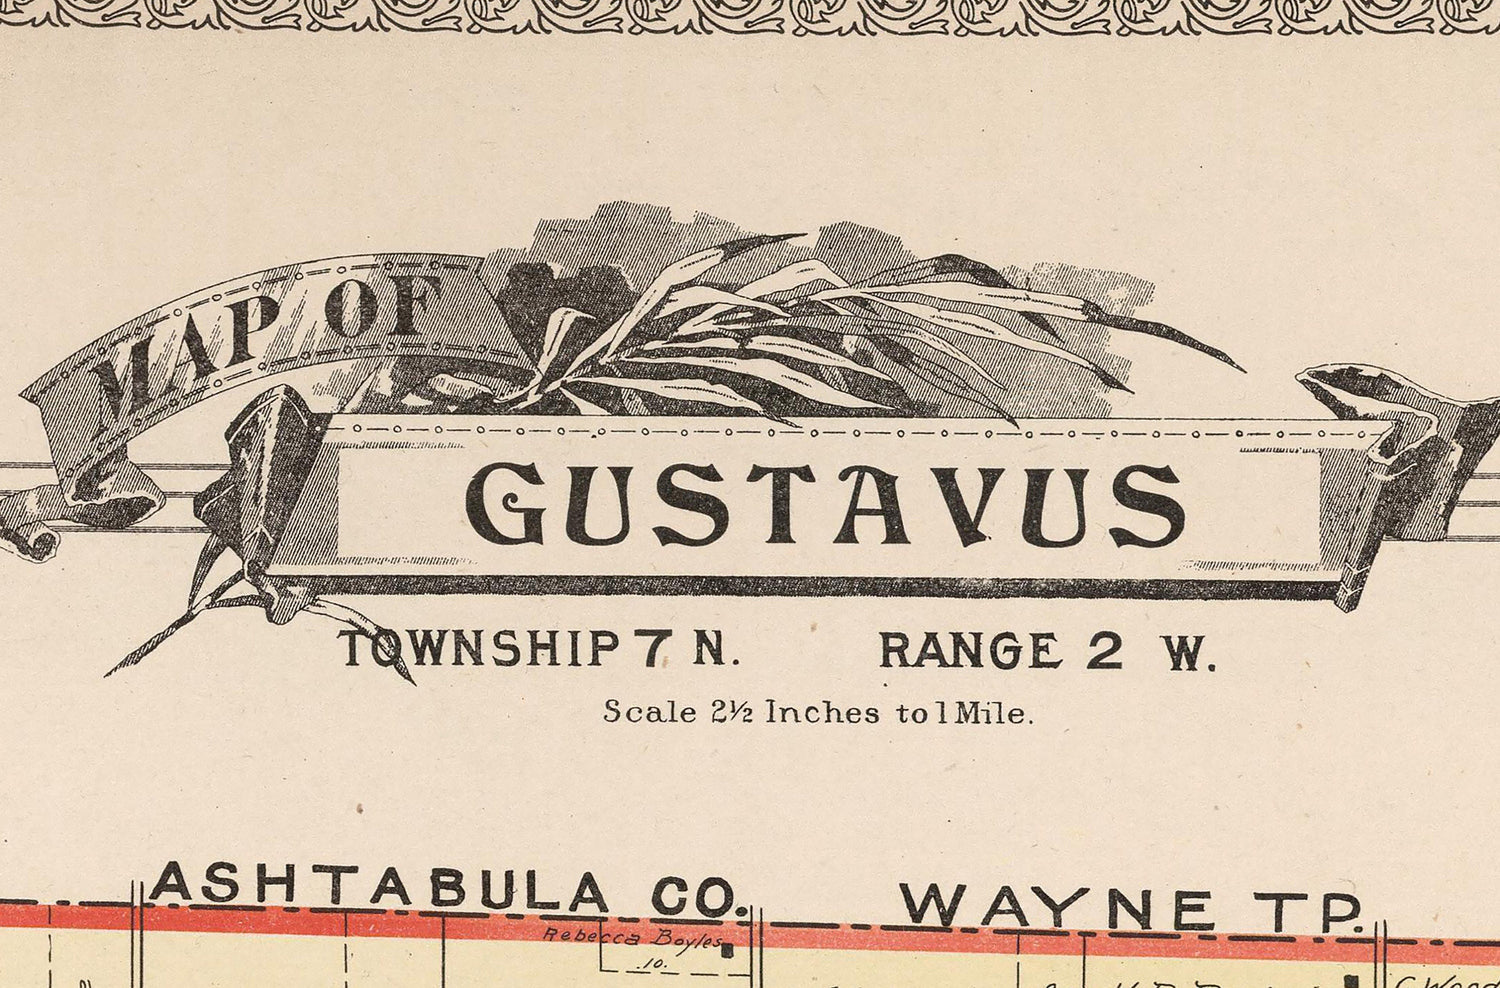 MAP OF
GUSTAVUS
TOWNSHIP 7 N. RANGE 2 W.
Scale 2½ Inches to 1 Mile.
ASHTABULA CO. WAYNE TP.
Rebecca Boyles
10.